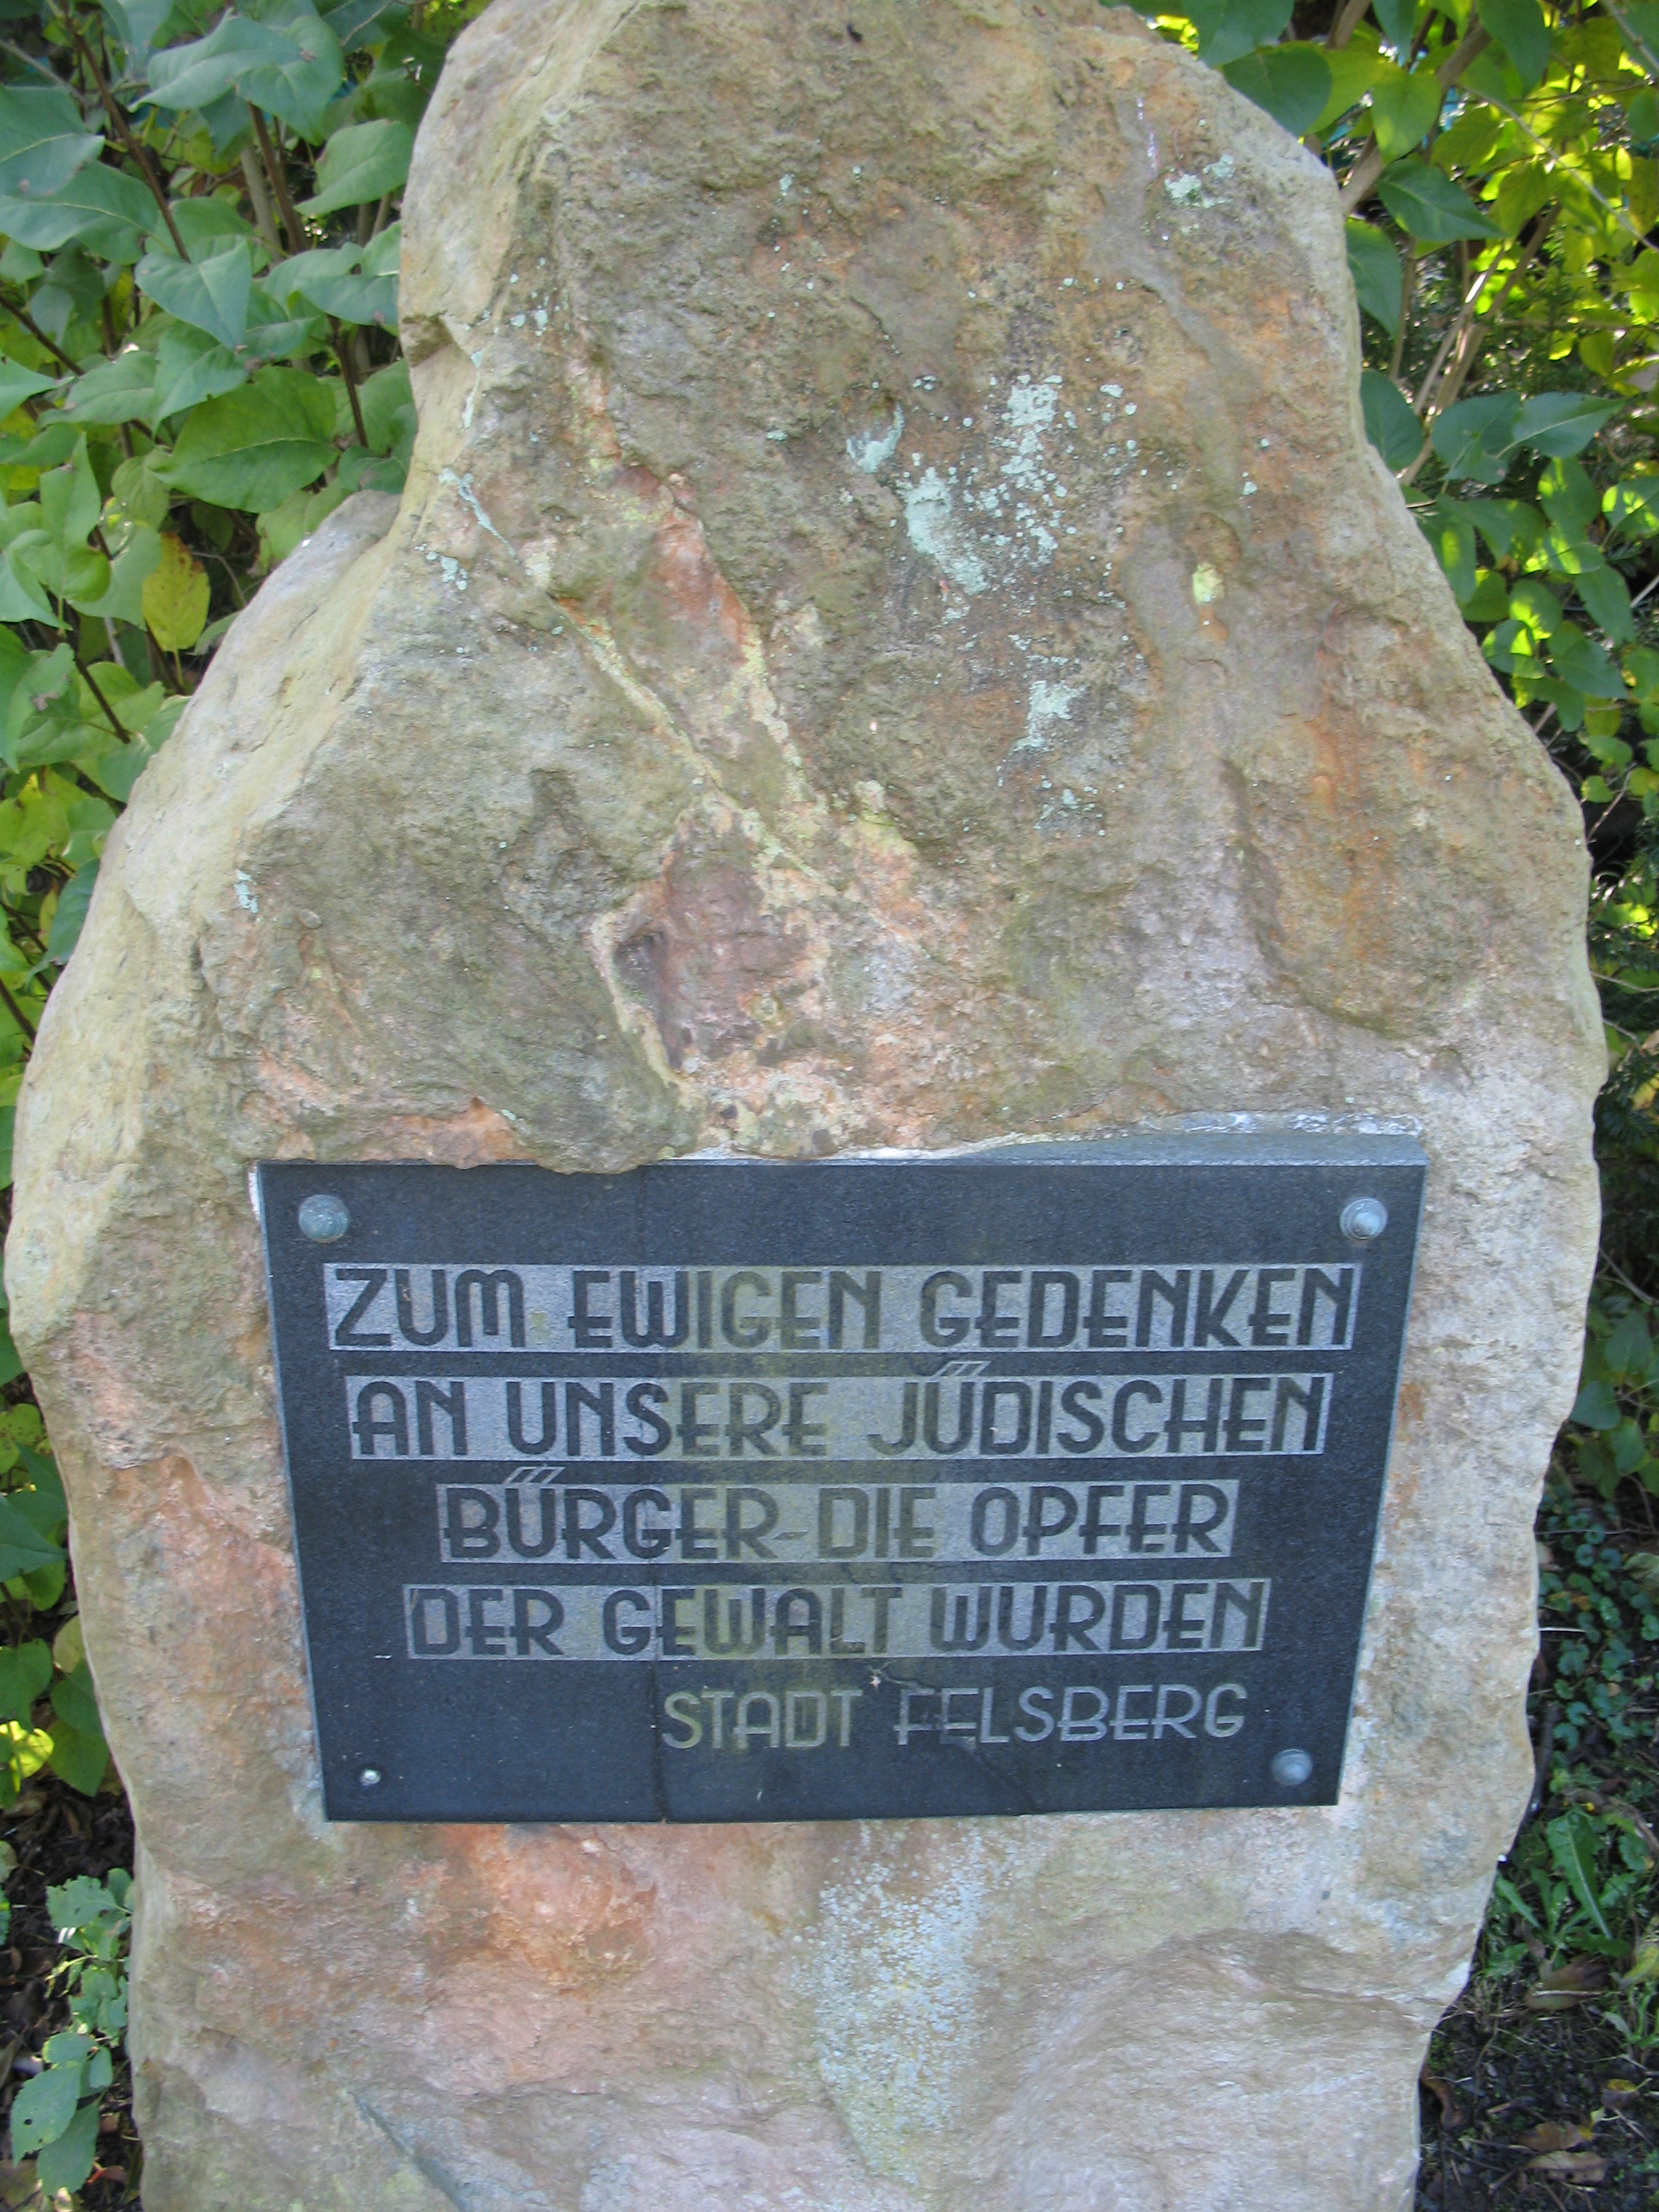 ZUM EWIGEN GEDENKEN
AN UNSERE JÜDISCHEN
BÜRGER-DIE OPFER
DER GEWALT WURDEN
STADT FELSBERG